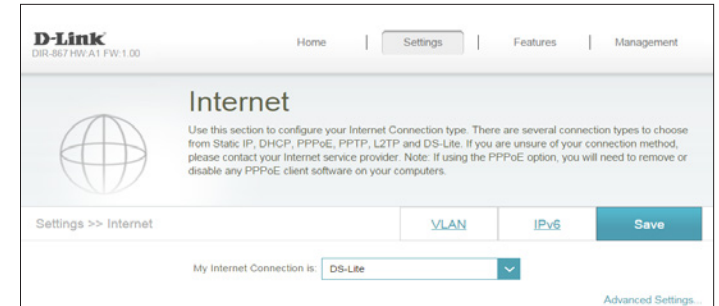 D-Link
DIR-867 HW:A1 FW:1.00
Home | Settings | Features | Management
Internet
Use this section to configure your Internet Connection type. There are several connection types to choose
from Static IP, DHCP, PPPoE, PPTP, L2TP and DS-Lite. If you are unsure of your connection method,
please contact your Internet service provider. Note: If using the PPPoE option, you will need to remove or
disable any PPPoE client software on your computers.
Settings >> Internet VLAN IPv6 Save
My Internet Connection is: DS-Lite
Advanced Settings...